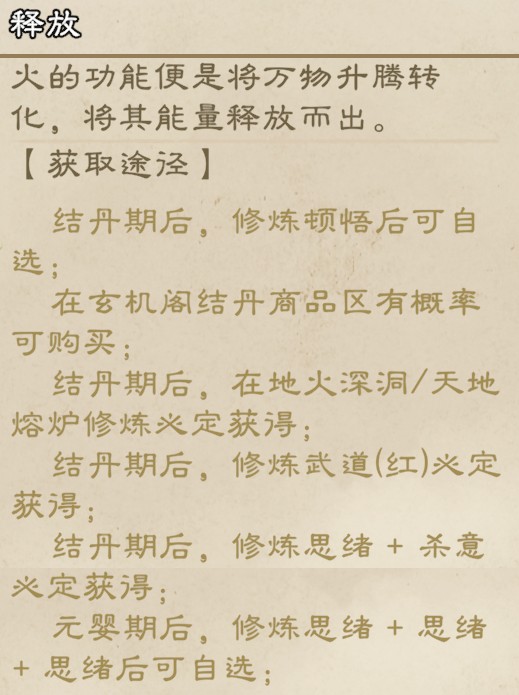 释放
火的功能便是将万物升腾转
化，将其能量释放而出。
【获取途径】
结丹期后，修炼顿悟后可自
选；
在玄机阁结丹商品区有概率
可购买；
结丹期后，在地火深洞/天地
熔炉修炼必定获得；
结丹期后，修炼武道(红)必定
获得；
结丹期后，修炼思绪 + 杀意
必定获得；
元婴期后，修炼思绪 + 思绪
+ 思绪后可自选；